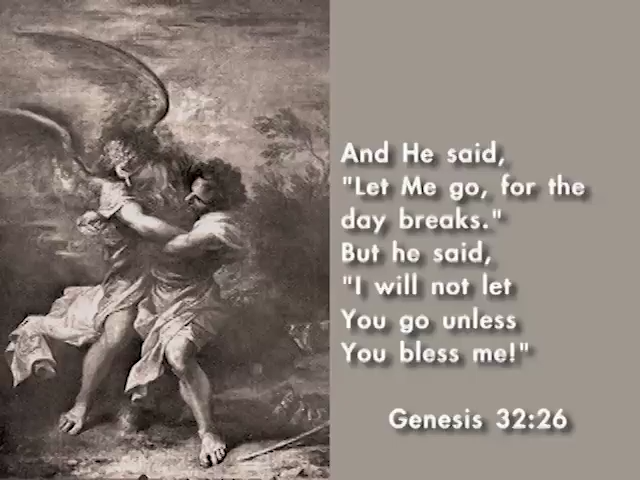 And He said,
"Let Me go, for the
day breaks."
But he said,
"I will not let
You go unless
You bless me!"
Genesis 32:26